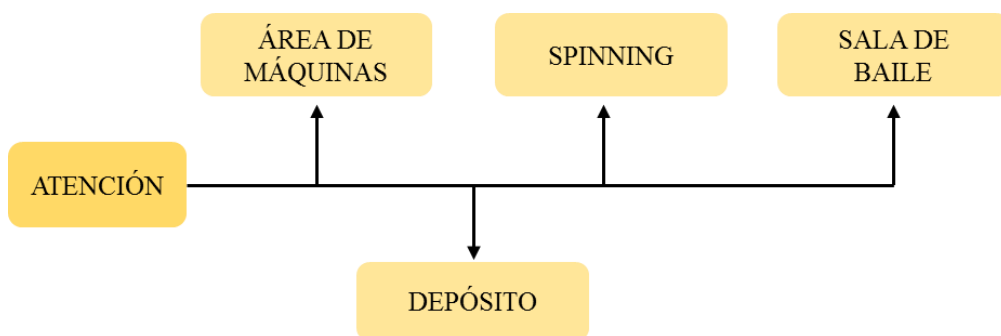 ÁREA DE
MÁQUINAS
SPINNING
SALA DE
BAILE
ATENCIÓN
DEPÓSITO